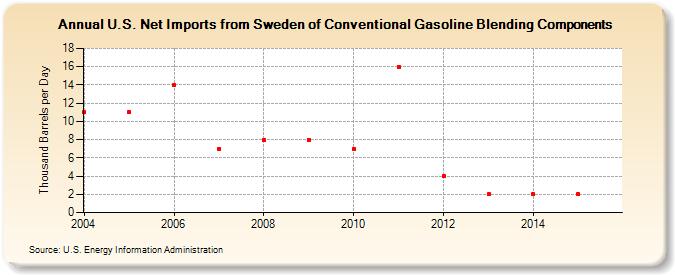 Annual U.S. Net Imports from Sweden of Conventional Gasoline Blending Components
Thousand Barrels per Day
18
16
14
12
10
8
6
4
2
0
2004 2006 2008 2010 2012 2014
Source: U.S. Energy Information Administration